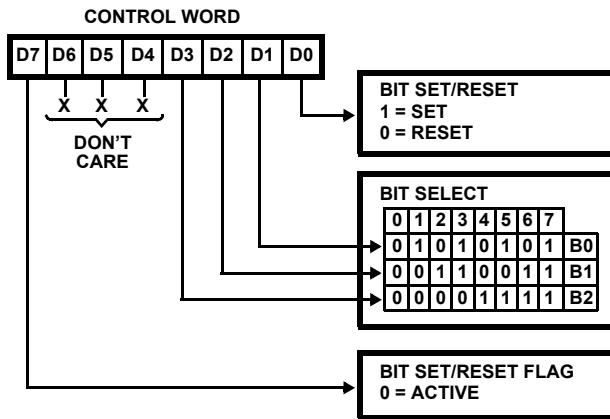 CONTROL WORD
D7 D6 D5 D4 D3 D2 D1 D0
X X X
DON'T
CARE
BIT SET/RESET
1 = SET
0 = RESET
BIT SELECT
0 1 2 3 4 5 6 7
0 1 0 1 0 1 0 1 B0
0 0 1 1 0 0 1 1 B1
0 0 0 0 1 1 1 1 B2
BIT SET/RESET FLAG
0 = ACTIVE